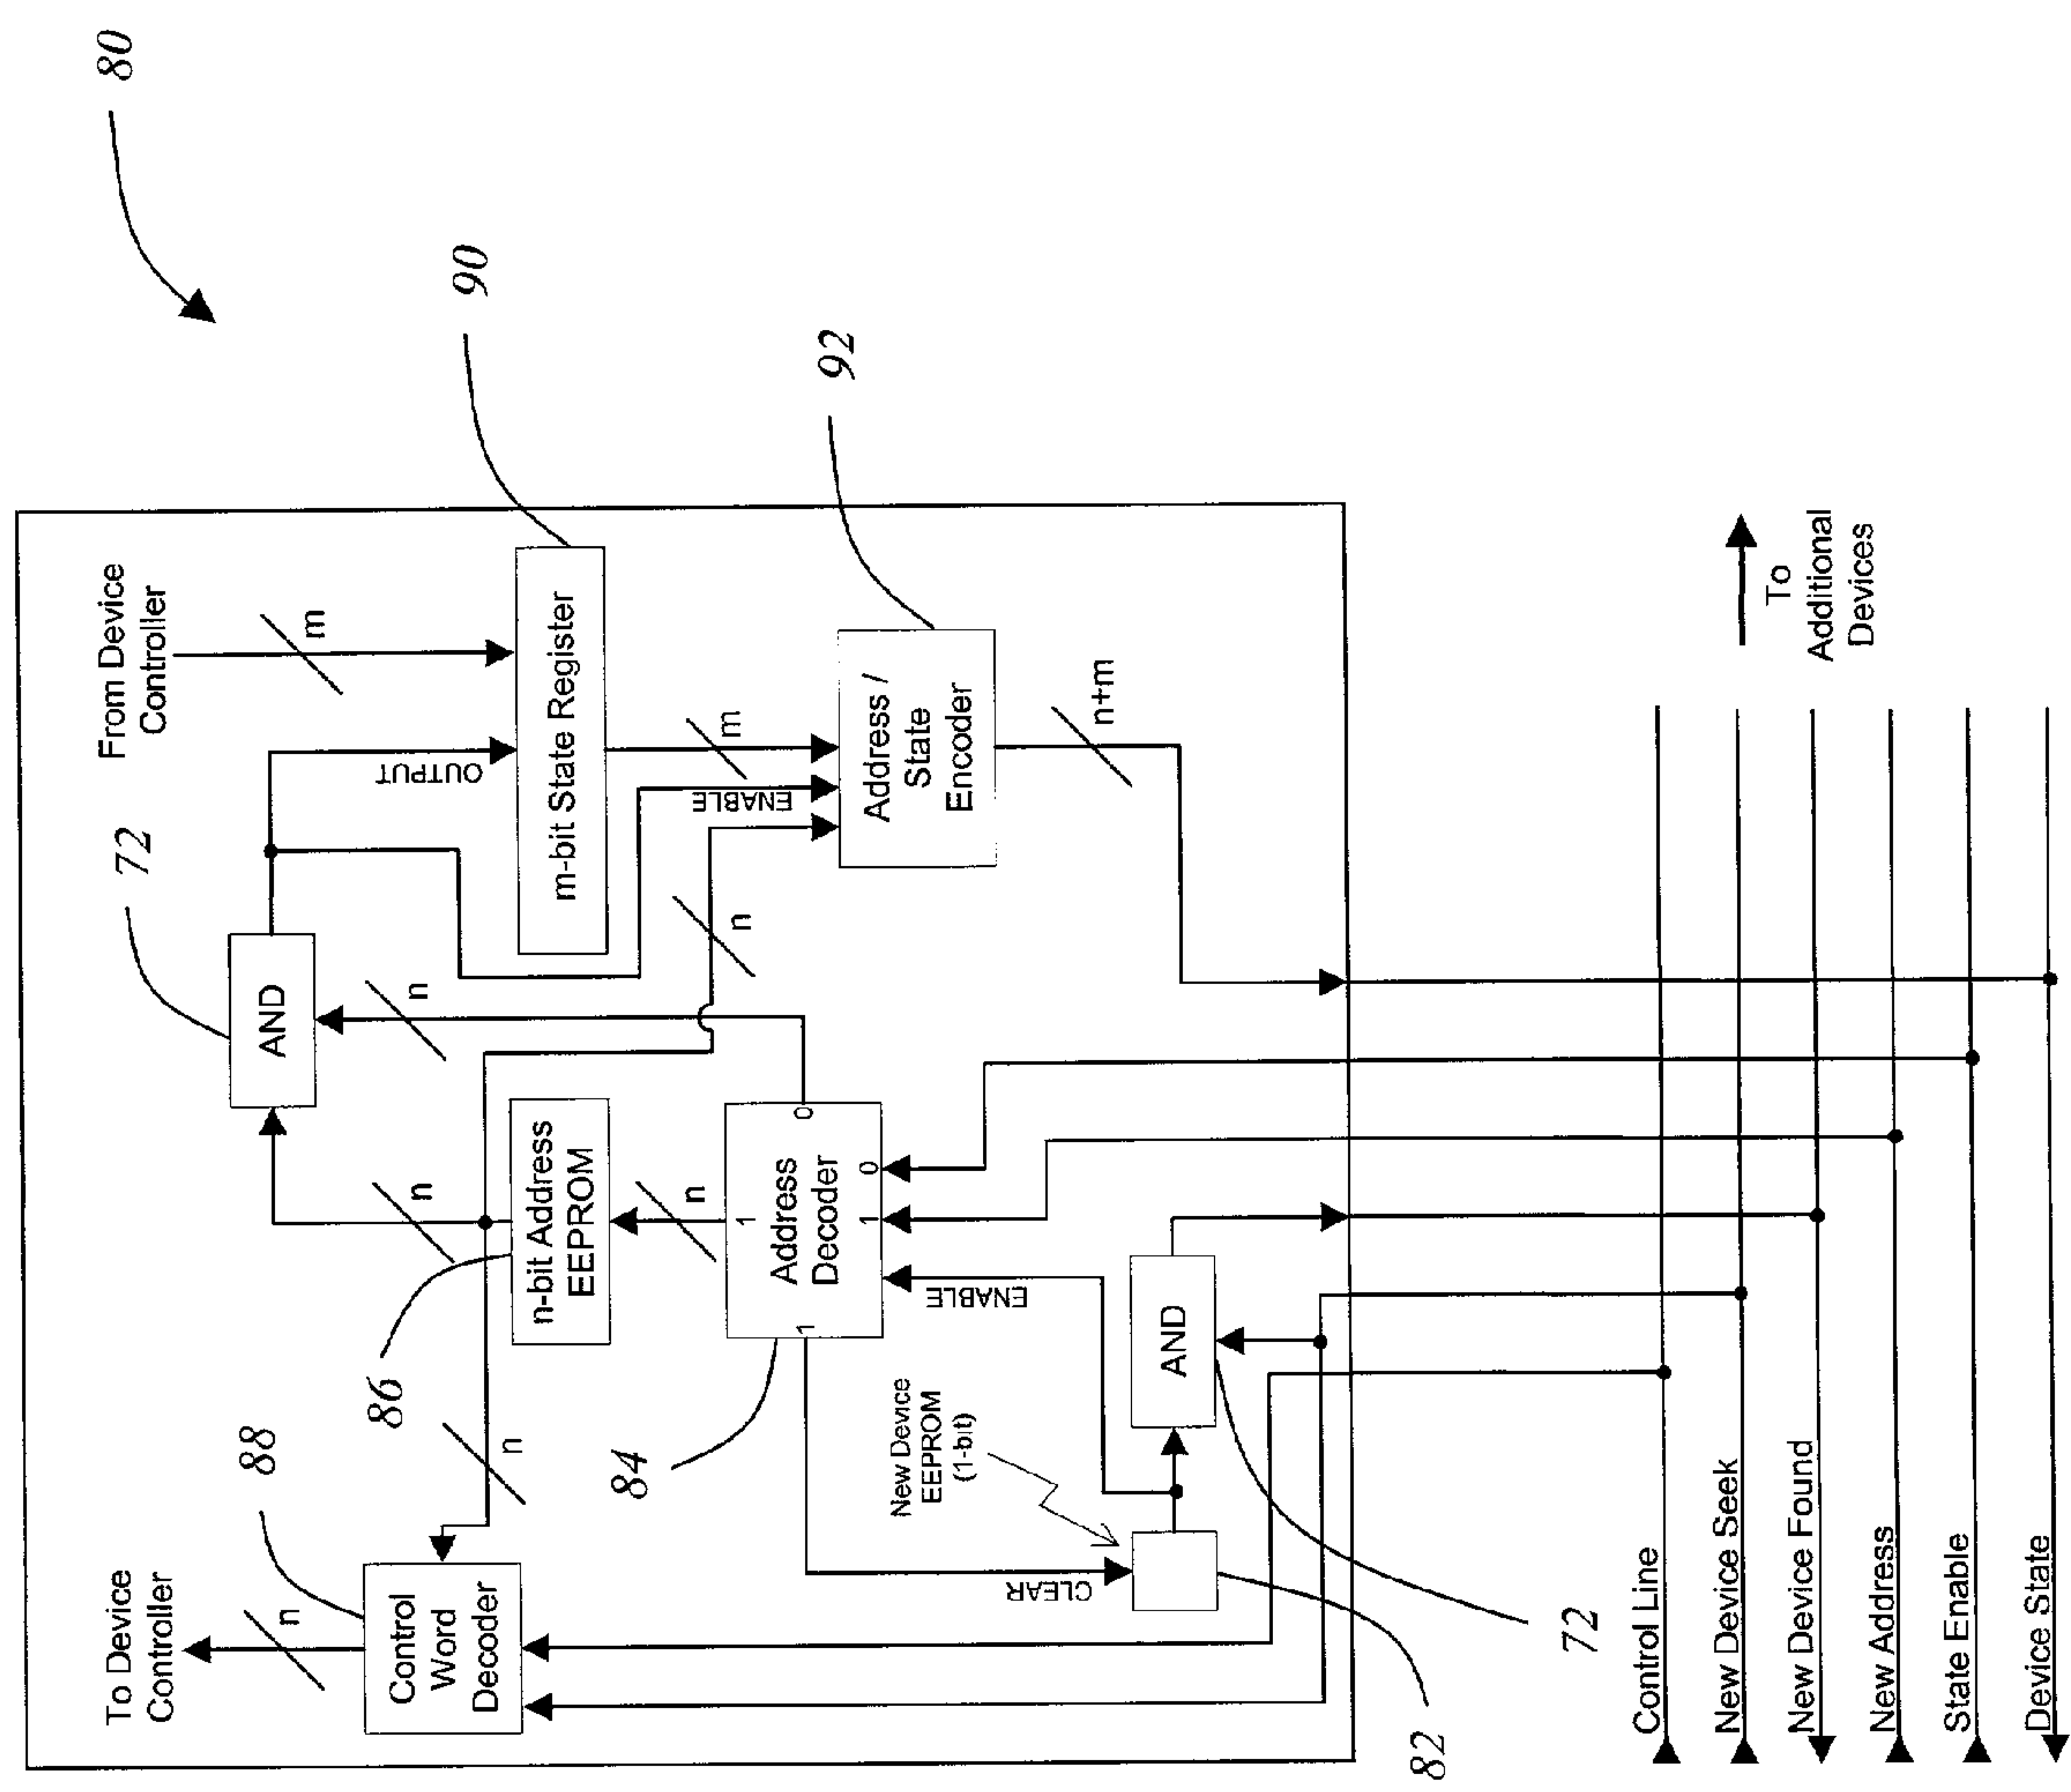 80
90
92
72
To Device
Controller
n
88
Control
Word
Decoder
n
n
86
n-bit Address
EEPROM
n
AND
n
From Device
Controller
m
OUTPUT
m-bit State Register
m
ENABLE
n
Address /
State
Encoder
n+m
84
1
1
0
Address
Decoder
1
0
ENABLE
New Device
EEPROM
(1-bit)
CLEAR
AND
72
82
Control Line
New Device Seek
New Device Found
New Address
State Enable
Device State
To
Additional
Devices